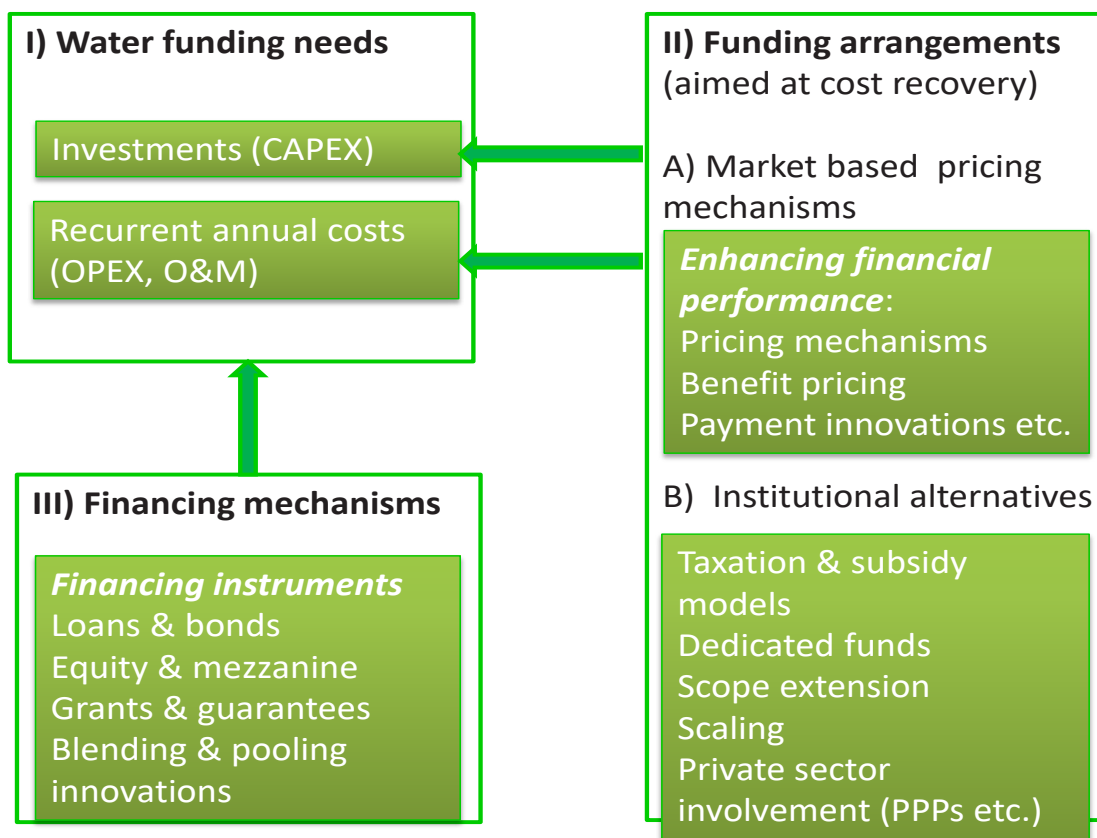 I) Water funding needs
Investments (CAPEX)
Recurrent annual costs
(OPEX, O&M)
II) Funding arrangements
(aimed at cost recovery)
A) Market based pricing
mechanisms
Enhancing financial
performance:
Pricing mechanisms
Benefit pricing
Payment innovations etc.
B) Institutional alternatives
Taxation & subsidy
models
Dedicated funds
Scope extension
Scaling
Private sector
involvement (PPPs etc.)
III) Financing mechanisms
Financing instruments
Loans & bonds
Equity & mezzanine
Grants & guarantees
Blending & pooling
innovations